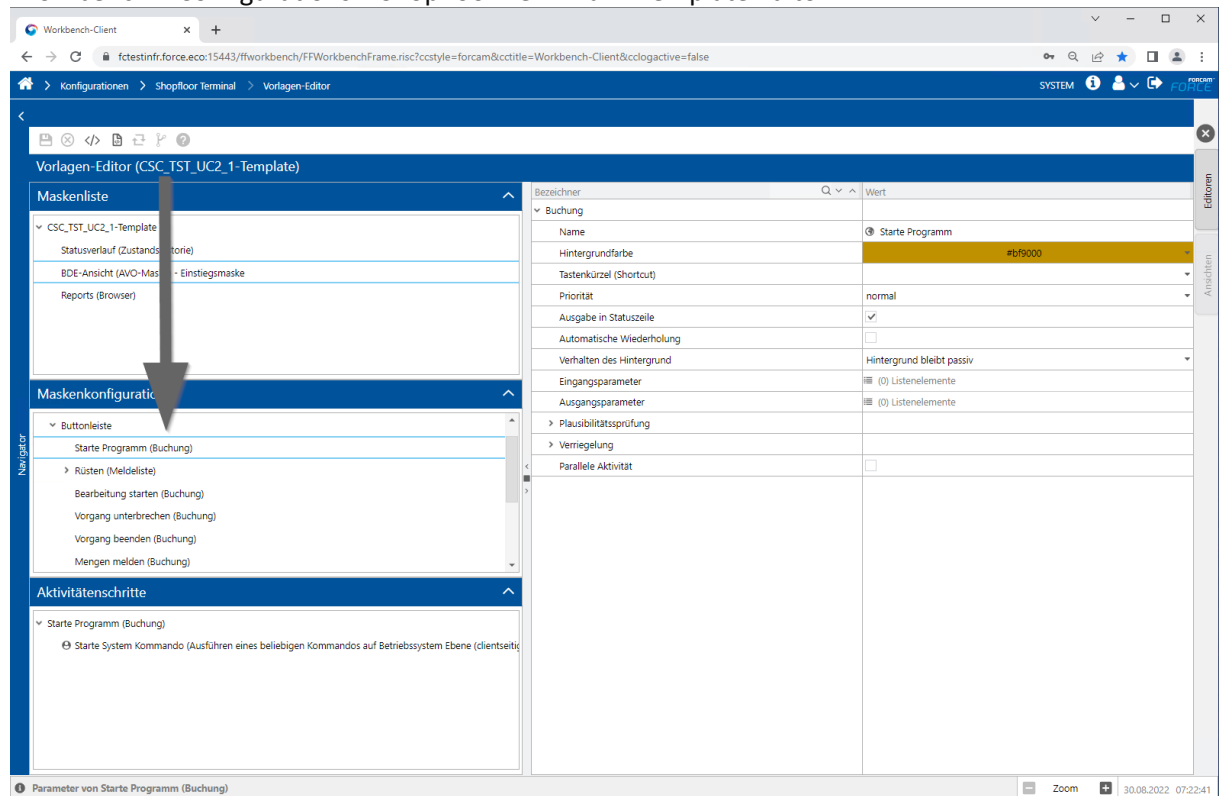 Workbench-Client
fctestinfr.force.eco:15443/ffworkbench/FFWorkbenchFrame.risc?ccstyle=forcam&cctitle=Workbench-Client&cclogactive=false
Konfigurationen > Shopfloor Terminal > Vorlagen-Editor
SYSTEM
FORCAM
FORCE
Vorlagen-Editor (CSC_TST_UC2_1-Template)
Maskenliste
CSC_TST_UC2_1-Template
Statusverlauf
BDE-Ansicht - Einstiegsmaske
Reports (Browser)
Maskenkonfiguration
Buttonleiste
Starte Programm (Buchung)
Rüsten (Meldeliste)
Bearbeitung starten (Buchung)
Vorgang unterbrechen (Buchung)
Vorgang beenden (Buchung)
Mengen melden (Buchung)
Aktivitätenschritte
Starte Programm (Buchung)
Starte System Kommando (Ausführen eines beliebigen Kommandos auf Betriebssystem Ebene (clientseitig
Bezeichner Wert
Buchung
Name Starte Programm
Hintergrundfarbe #bf9000
Tastenkürzel (Shortcut)
Priorität normal
Ausgabe in Statuszeile
Automatische Wiederholung
Verhalten des Hintergrund Hintergrund bleibt passiv
Eingangsparameter (0) Listenelemente
Ausgangsparameter (0) Listenelemente
Plausibilitätssprüfung
Verriegelung
Parallele Aktivität
Navigator
Editoren
Ansichten
Parameter von Starte Programm (Buchung)
Zoom
30.08.2022 07:22:41